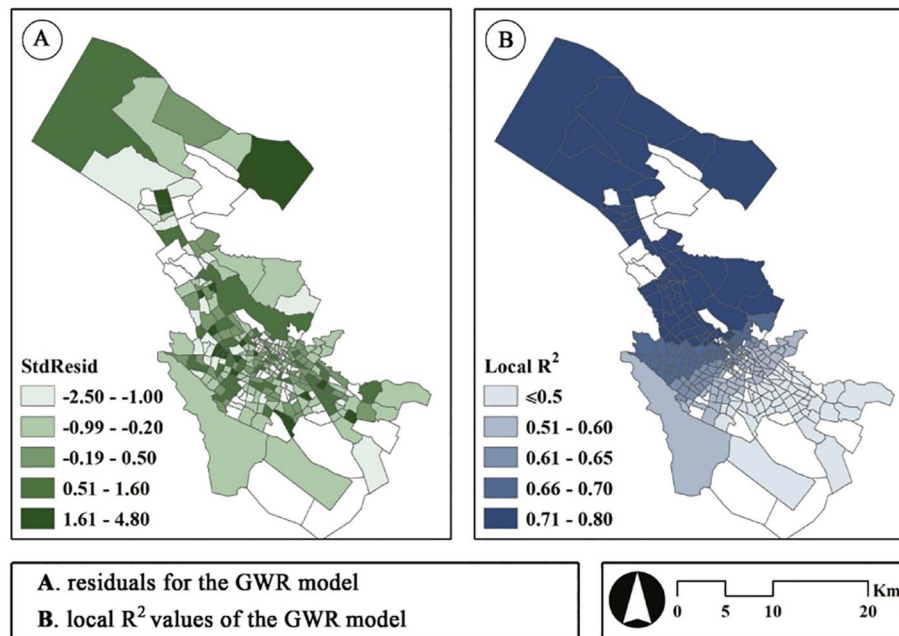 A
StdResid
-2.50 - -1.00
-0.99 - -0.20
-0.19 - 0.50
0.51 - 1.60
1.61 - 4.80
B
Local R²
⩽0.5
0.51 - 0.60
0.61 - 0.65
0.66 - 0.70
0.71 - 0.80
A. residuals for the GWR model
B. local R² values of the GWR model
Km
0 5 10 20